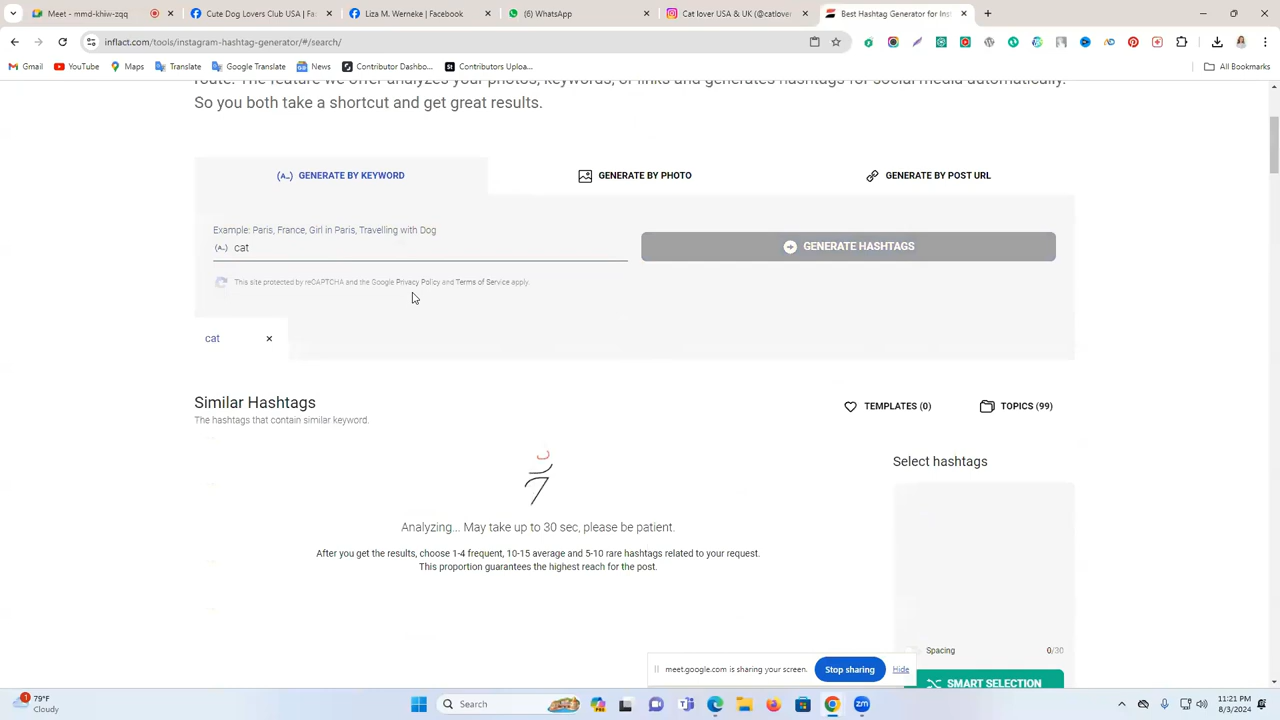 Meet - mmd-khiw-zqm
Cute Cat lovers USA | F
Liza M. Werneke | Facebook
WhatsApp
Cat lover USA & UK (@catlover
Best Hashtag Generator for Inst
inflact.com/tools/instagram-hashtag-generator/#/search/
Gmail
YouTube
Maps
Translate
Google Translate
News
Contributor Dashbo...
Contributors Uploa...
All Bookmarks
route. The feature we offer analyzes your photos, keywords, or links and generates hashtags for social media automatically.
So you both take a shortcut and get great results.
GENERATE BY KEYWORD
GENERATE BY PHOTO
GENERATE BY POST URL
Example: Paris, France, Girl in Paris, Travelling with Dog
cat
GENERATE HASHTAGS
This site protected by reCAPTCHA and the Google Privacy Policy and Terms of Service apply.
cat
Similar Hashtags
The hashtags that contain similar keyword.
TEMPLATES (0)
TOPICS (99)
Select hashtags
Analyzing... May take up to 30 sec, please be patient.
After you get the results, choose 1-4 frequent, 10-15 average and 5-10 rare hashtags related to your request.
This proportion guarantees the highest reach for the post.
Spacing
0/30
meet.google.com is sharing your screen.
Stop sharing
Hide
SMART SELECTION
1
79°F
Cloudy
Search
11:21 PM
8/3/2024